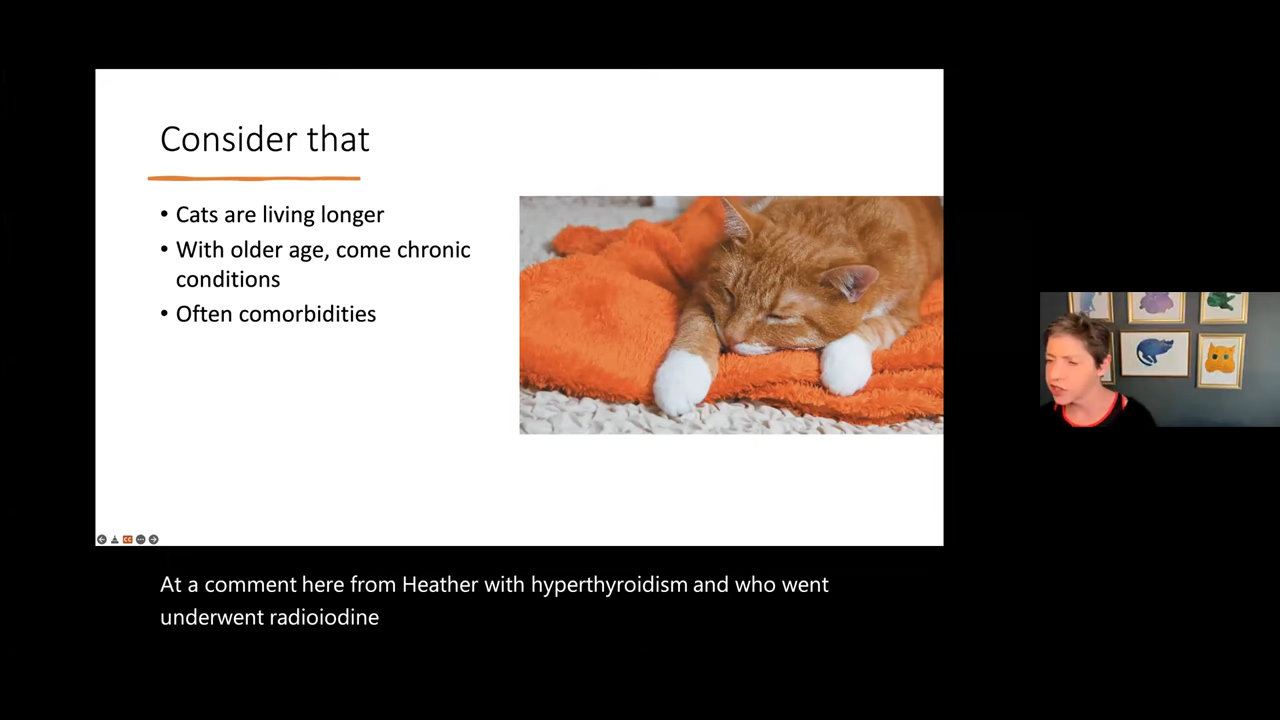 Consider that
• Cats are living longer
• With older age, come chronic
conditions
• Often comorbidities
At a comment here from Heather with hyperthyroidism and who went
underwent radioiodine